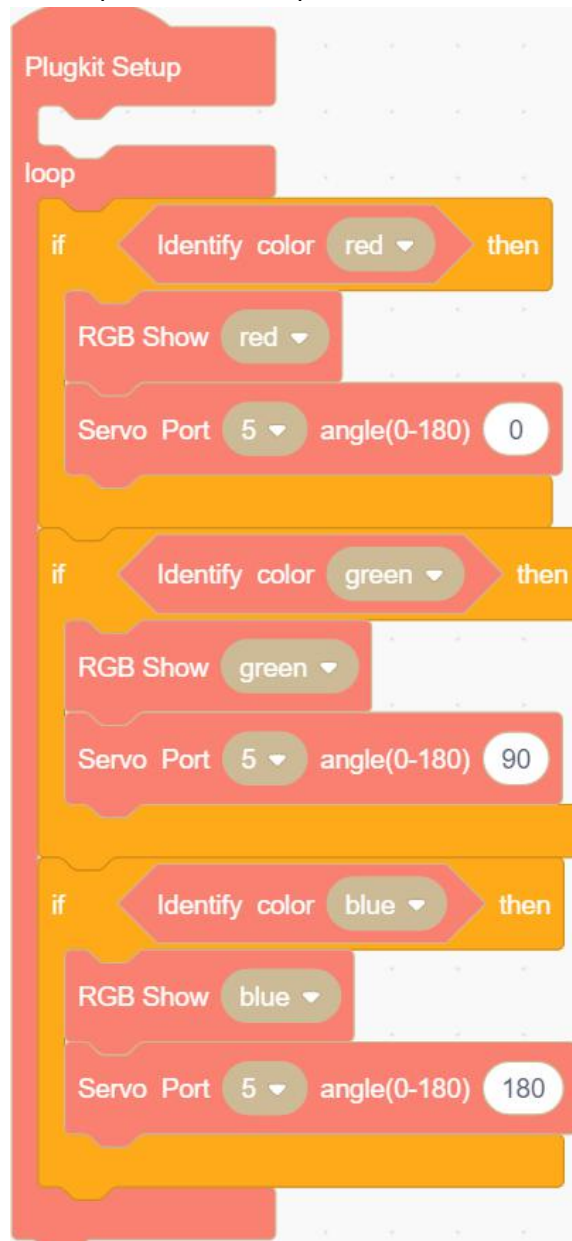 Plugkit Setup
loop
if Identify color red then
RGB Show red
Servo Port 5 angle(0-180) 0
if Identify color green then
RGB Show green
Servo Port 5 angle(0-180) 90
if Identify color blue then
RGB Show blue
Servo Port 5 angle(0-180) 180